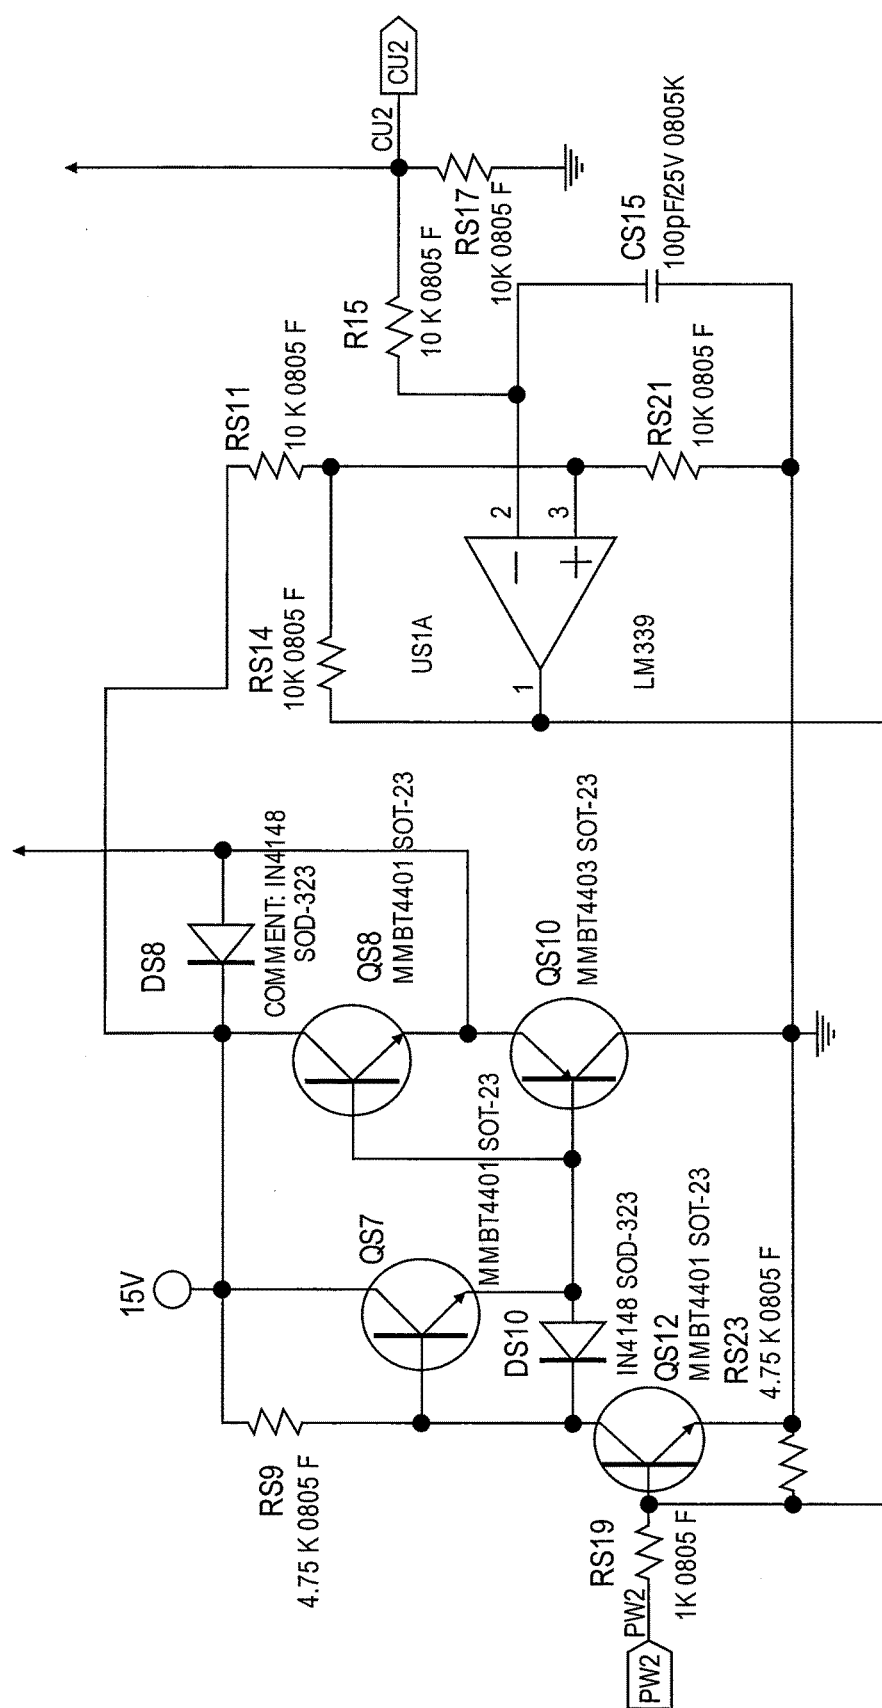 CU2
CU2
RS17
10K 0805 F
CS15
100pF/25V 0805K
R15
10 K 0805 F
RS11
10 K 0805 F
RS21
10K 0805 F
2
3
RS14
10K 0805 F
US1A
1
LM339
DS8
COMMENT: IN4148
SOD-323
QS8
MMBT4401 SOT-23
QS10
MMBT4403 SOT-23
15V
QS7
MMBT4401 SOT-23
DS10
IN4148 SOD-323
QS12
MMBT4401 SOT-23
RS23
4.75 K 0805 F
RS9
4.75 K 0805 F
RS19
1K 0805 F
PW2
PW2